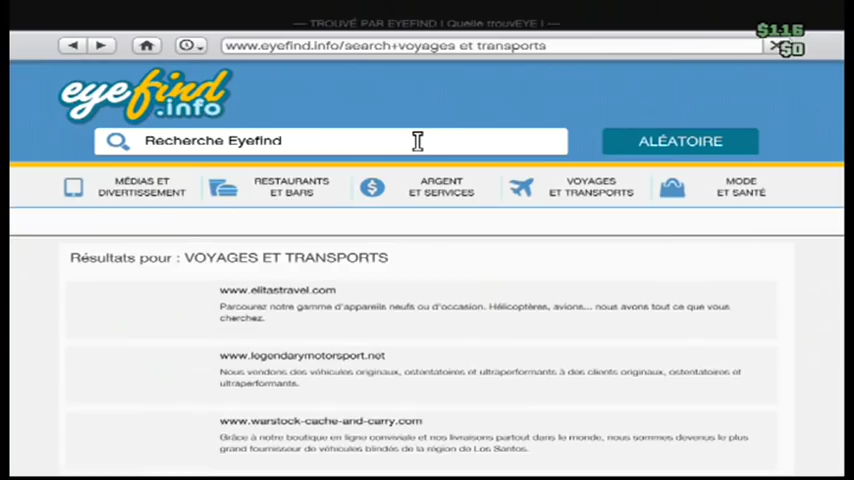 — TROUVÉ PAR EYEFIND ! Quelle trouvEYE ! —
$116
$0
www.eyefind.info/search+voyages et transports
eyefind
.info
Recherche Eyefind
ALÉATOIRE
MÉDIAS ET
DIVERTISSEMENT
RESTAURANTS
ET BARS
ARGENT
ET SERVICES
VOYAGES
ET TRANSPORTS
MODE
ET SANTÉ
Résultats pour : VOYAGES ET TRANSPORTS
www.elitastravel.com
Parcourez notre gamme d'appareils neufs ou d'occasion. Hélicoptères, avions... nous avons tout ce que vous
cherchez.
www.legendarymotorsport.net
Nous vendons des véhicules originaux, ostentatoires et ultraperformants à des clients originaux, ostentatoires et
ultraperformants.
www.warstock-cache-and-carry.com
Grâce à notre boutique en ligne conviviale et nos livraisons partout dans le monde, nous sommes devenus le plus
grand fournisseur de véhicules blindés de la région de Los Santos.